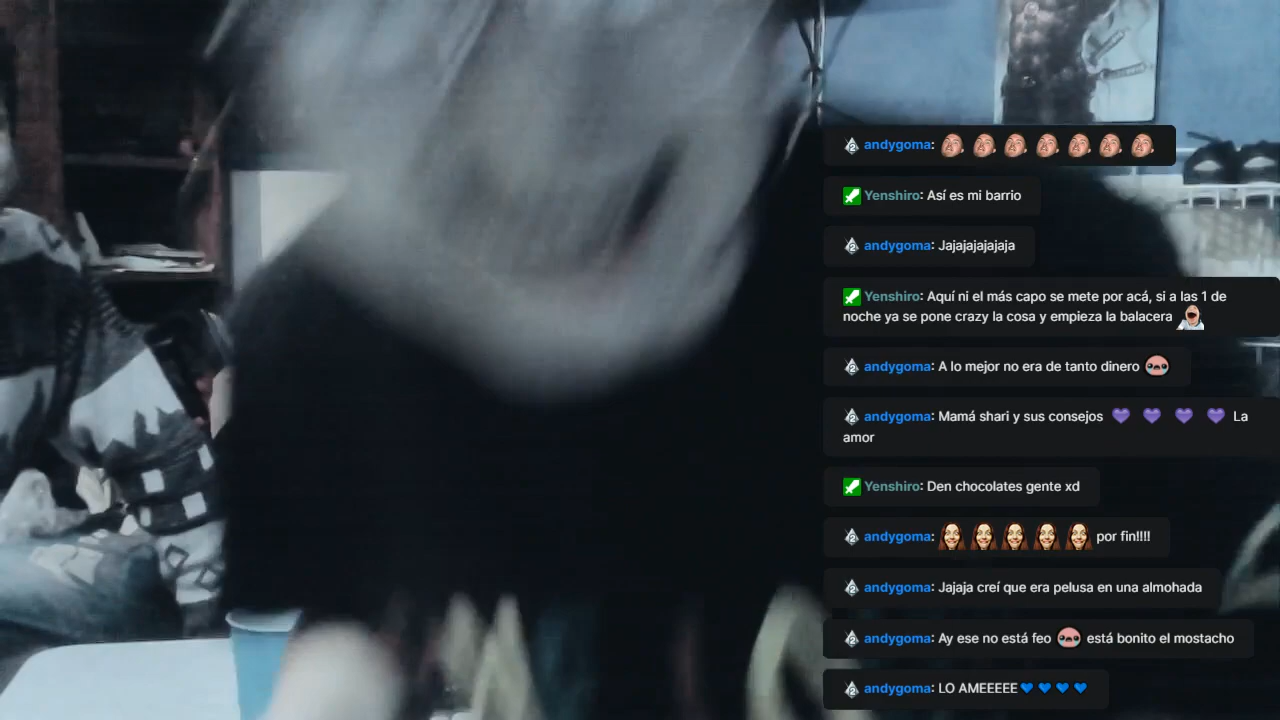 andygoma:
Yenshiro: Así es mi barrio
andygoma: Jajajajajaja
Yenshiro: Aquí ni el más capo se mete por acá, si a las 1 de
noche ya se pone crazy la cosa y empieza la balacera
andygoma: A lo mejor no era de tanto dinero
andygoma: Mamá shari y sus consejos 💜 💜 💜 💜 La
amor
Yenshiro: Den chocolates gente xd
andygoma: por fin!!!!
andygoma: Jajaja creí que era pelusa en una almohada
andygoma: Ay ese no está feo está bonito el mostacho
andygoma: LO AMEEEEE💙💙💙💙